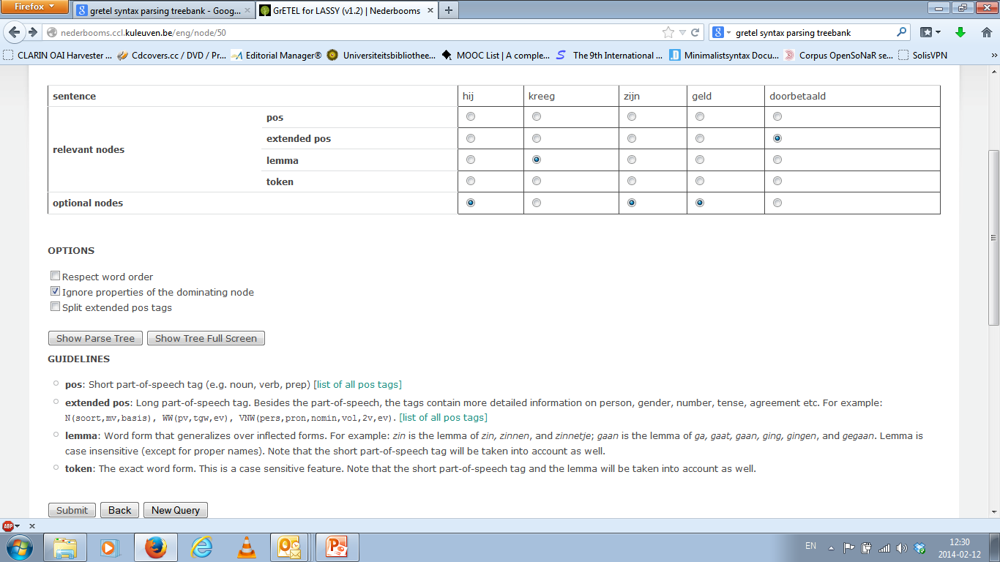 Firefox
gretel syntax parsing treebank - Goog...
GrETEL for LASSY (v1.2) | Nederbooms
nederbooms.ccl.kuleuven.be/eng/node/50
gretel syntax parsing treebank
CLARIN OAI Harvester ... Cdcovers.cc / DVD / Pr... Editorial Manager® Universiteitsbibliothee... MOOC List | A comple... The 9th International ... Minimalistsyntax Docu... Corpus OpenSoNaR se... SolisVPN »
sentence hij kreeg zijn geld doorbetaald
relevant nodes
pos
extended pos
lemma
token
optional nodes
OPTIONS
Respect word order
Ignore properties of the dominating node
Split extended pos tags
Show Parse Tree Show Tree Full Screen
GUIDELINES
pos: Short part-of-speech tag (e.g. noun, verb, prep) [list of all pos tags]
extended pos: Long part-of-speech tag. Besides the part-of-speech, the tags contain more detailed information on person, gender, number, tense, agreement etc. For example:
N(soort,mv,basis), WW(pv,tgw,ev), VNW(pers,pron,nomin,vol,2v,ev). [list of all pos tags]
lemma: Word form that generalizes over inflected forms. For example: zin is the lemma of zin, zinnen, and zinnetje; gaan is the lemma of ga, gaat, gaan, ging, gingen, and gegaan. Lemma is
case insensitive (except for proper names). Note that the short part-of-speech tag will be taken into account as well.
token: The exact word form. This is a case sensitive feature. Note that the short part-of-speech tag and the lemma will be taken into account as well.
Submit Back New Query
ABP
EN
12:30
2014-02-12